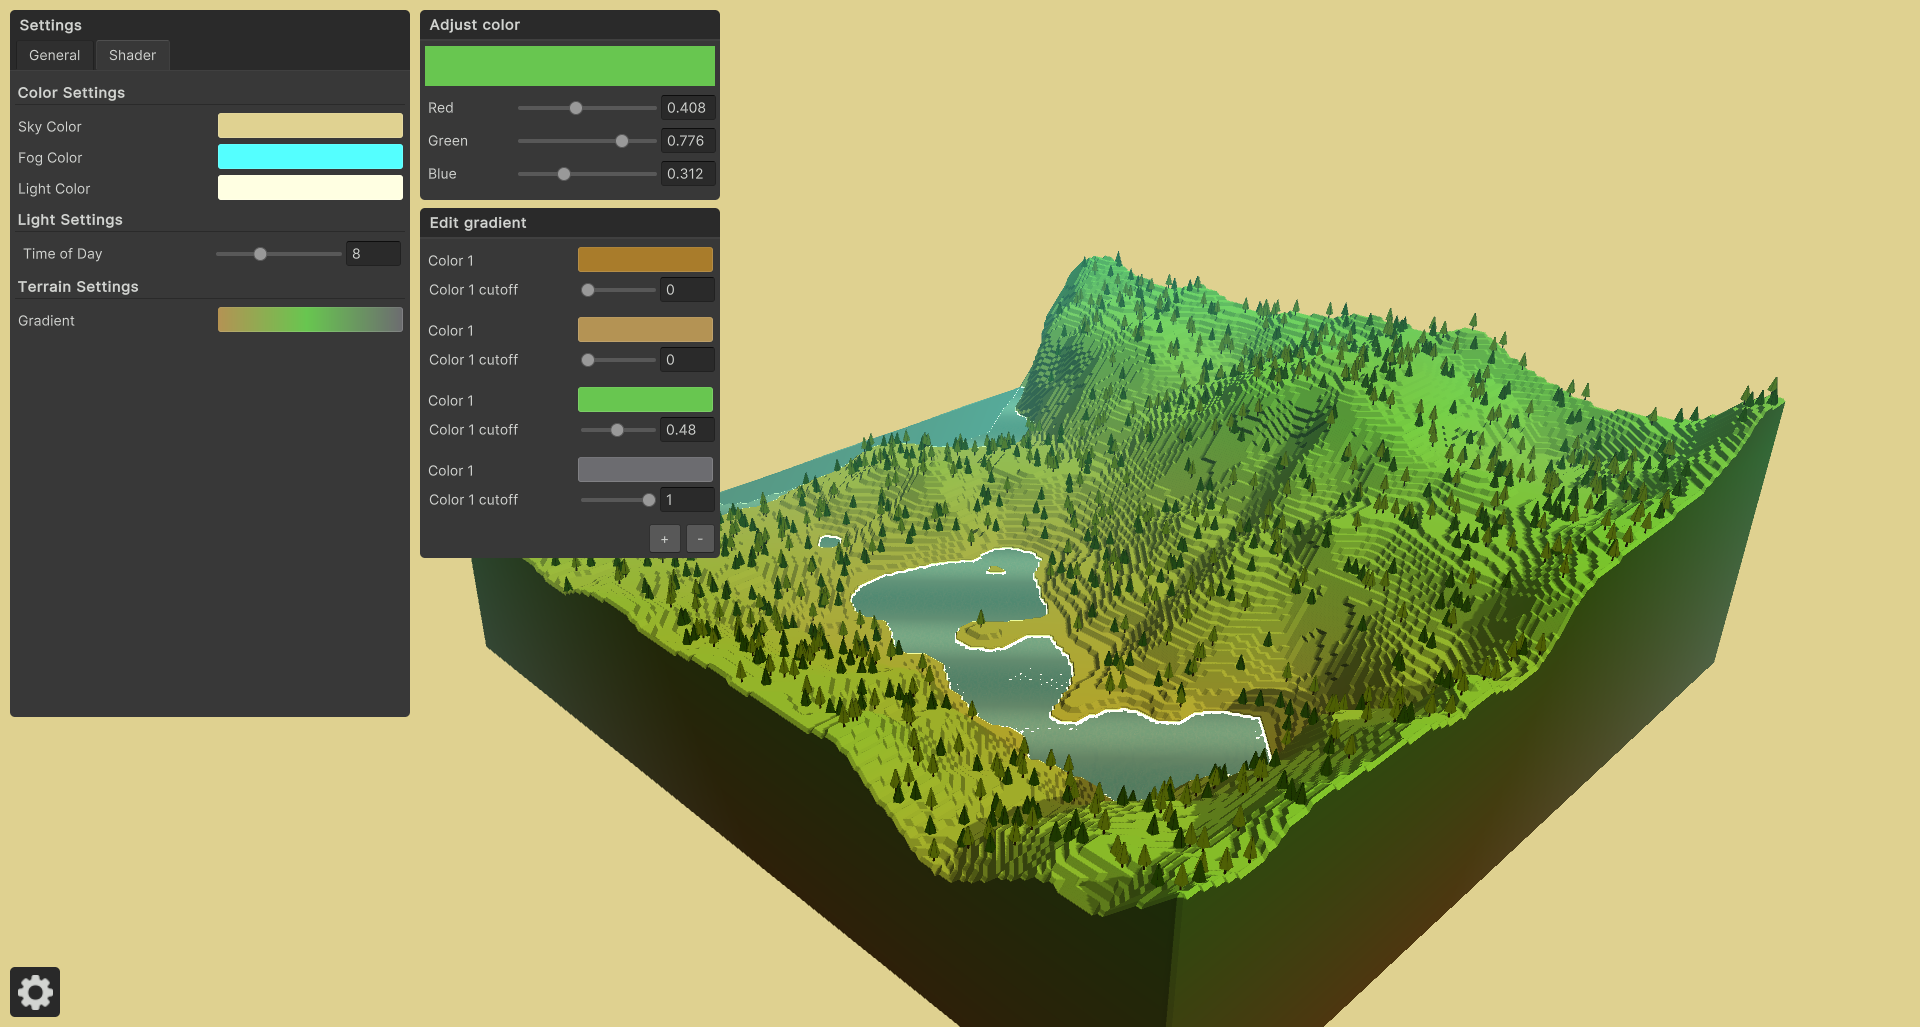 Settings
General Shader
Color Settings
Sky Color
Fog Color
Light Color
Light Settings
Time of Day 8
Terrain Settings
Gradient
Adjust color
Red 0.408
Green 0.776
Blue 0.312
Edit gradient
Color 1
Color 1 cutoff 0
Color 1
Color 1 cutoff 0
Color 1
Color 1 cutoff 0.48
Color 1
Color 1 cutoff 1
+ -